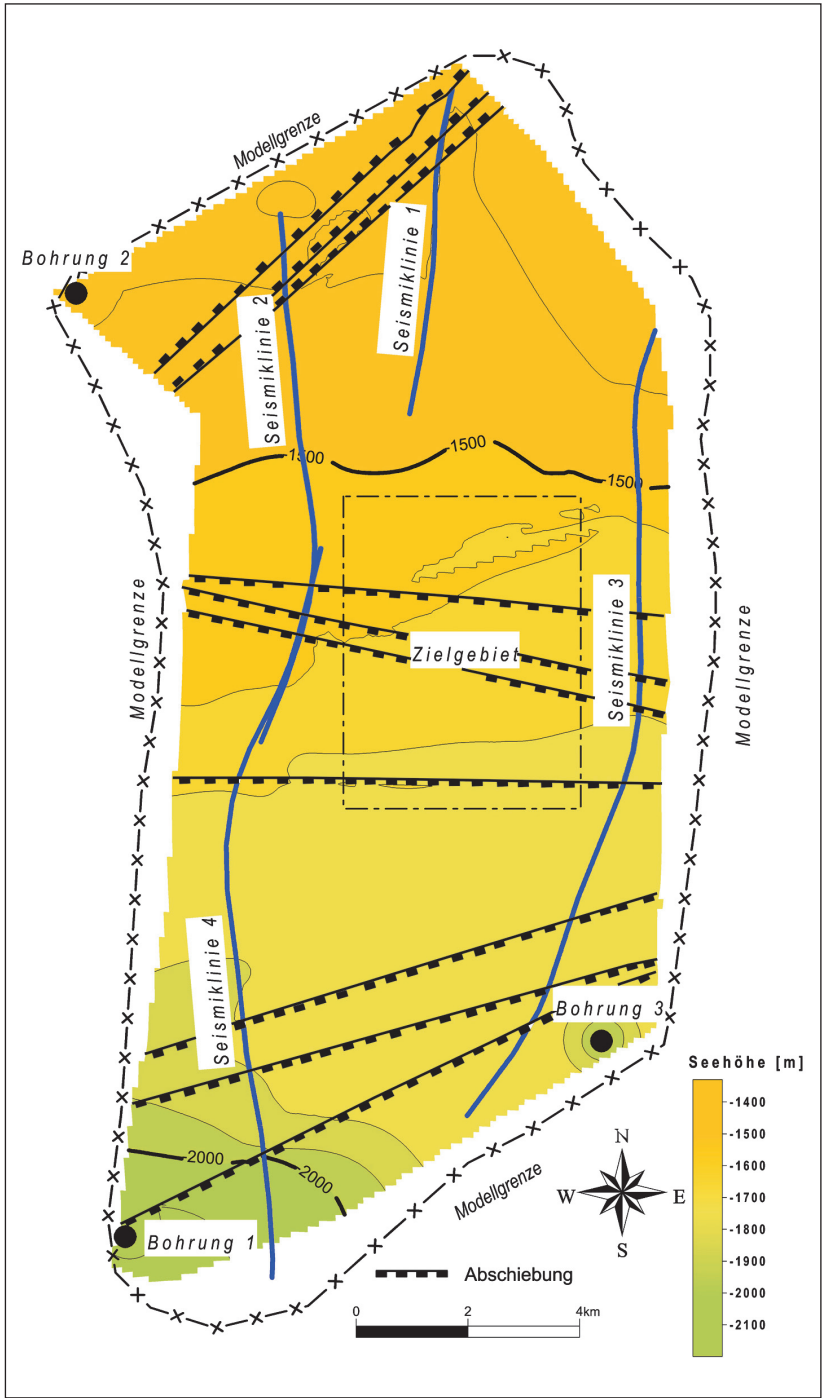 Modellgrenze
Bohrung 2
Seismiklinie 1
Seismiklinie 2
-1500
-1500
-1500
Modellgrenze
Zielgebiet
Seismiklinie 3
Modellgrenze
Seismiklinie 4
Bohrung 3
-2000
-2000
Bohrung 1
Modellgrenze
Abschiebung
0 2 4km
N
W E
S
Seehöhe [m]
-1400
-1500
-1600
-1700
-1800
-1900
-2000
-2100